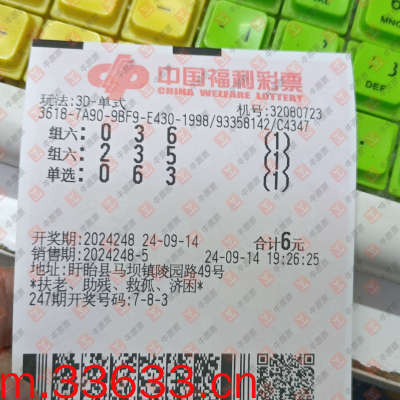 中国福利彩票
CHINA WELFARE LOTTERY
玩法:3D-单式 机号:32080723
3618-7A90-9BF9-E430-1998/93358142/C4347
组六: 0 3 6 (1)
组六: 2 3 5 (1)
单选: 0 6 3 (1)
开奖期:2024248 24-09-14 合计6元
销售期:2024248-5 24-09-14 19:26:25
地址:盱眙县马坝镇陵园路49号
*扶老、助残、救孤、济困*
247期开奖号码:7-8-3
m.33633.cn